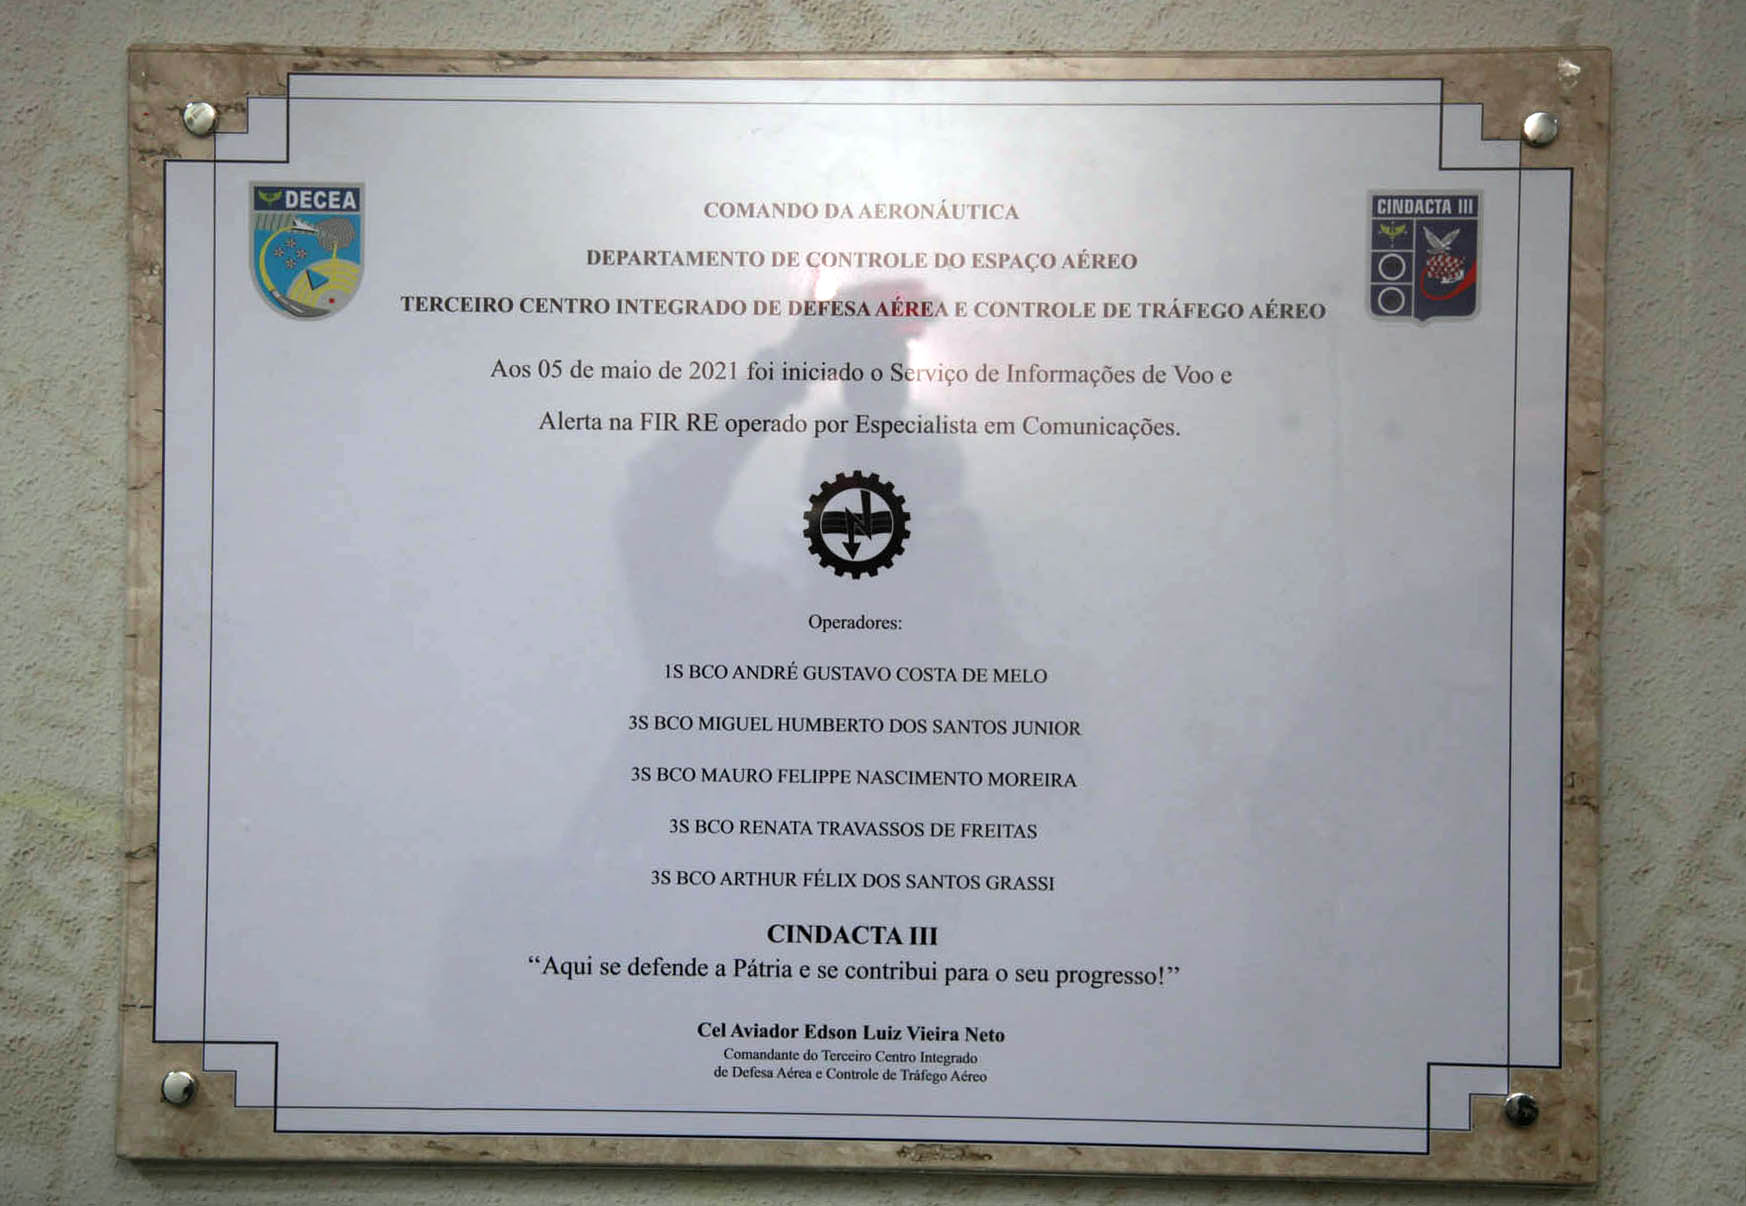 DECEA
CINDACTA III
COMANDO DA AERONÁUTICA
DEPARTAMENTO DE CONTROLE DO ESPAÇO AÉREO
TERCEIRO CENTRO INTEGRADO DE DEFESA AÉREA E CONTROLE DE TRÁFEGO AÉREO
Aos 05 de maio de 2021 foi iniciado o Serviço de Informações de Voo e
Alerta na FIR RE operado por Especialista em Comunicações.
Operadores:
1S BCO ANDRÉ GUSTAVO COSTA DE MELO
3S BCO MIGUEL HUMBERTO DOS SANTOS JUNIOR
3S BCO MAURO FELIPPE NASCIMENTO MOREIRA
3S BCO RENATA TRAVASSOS DE FREITAS
3S BCO ARTHUR FÉLIX DOS SANTOS GRASSI
CINDACTA III
“Aqui se defende a Pátria e se contribui para o seu progresso!”
Cel Aviador Edson Luiz Vieira Neto
Comandante do Terceiro Centro Integrado
de Defesa Aérea e Controle de Tráfego Aéreo